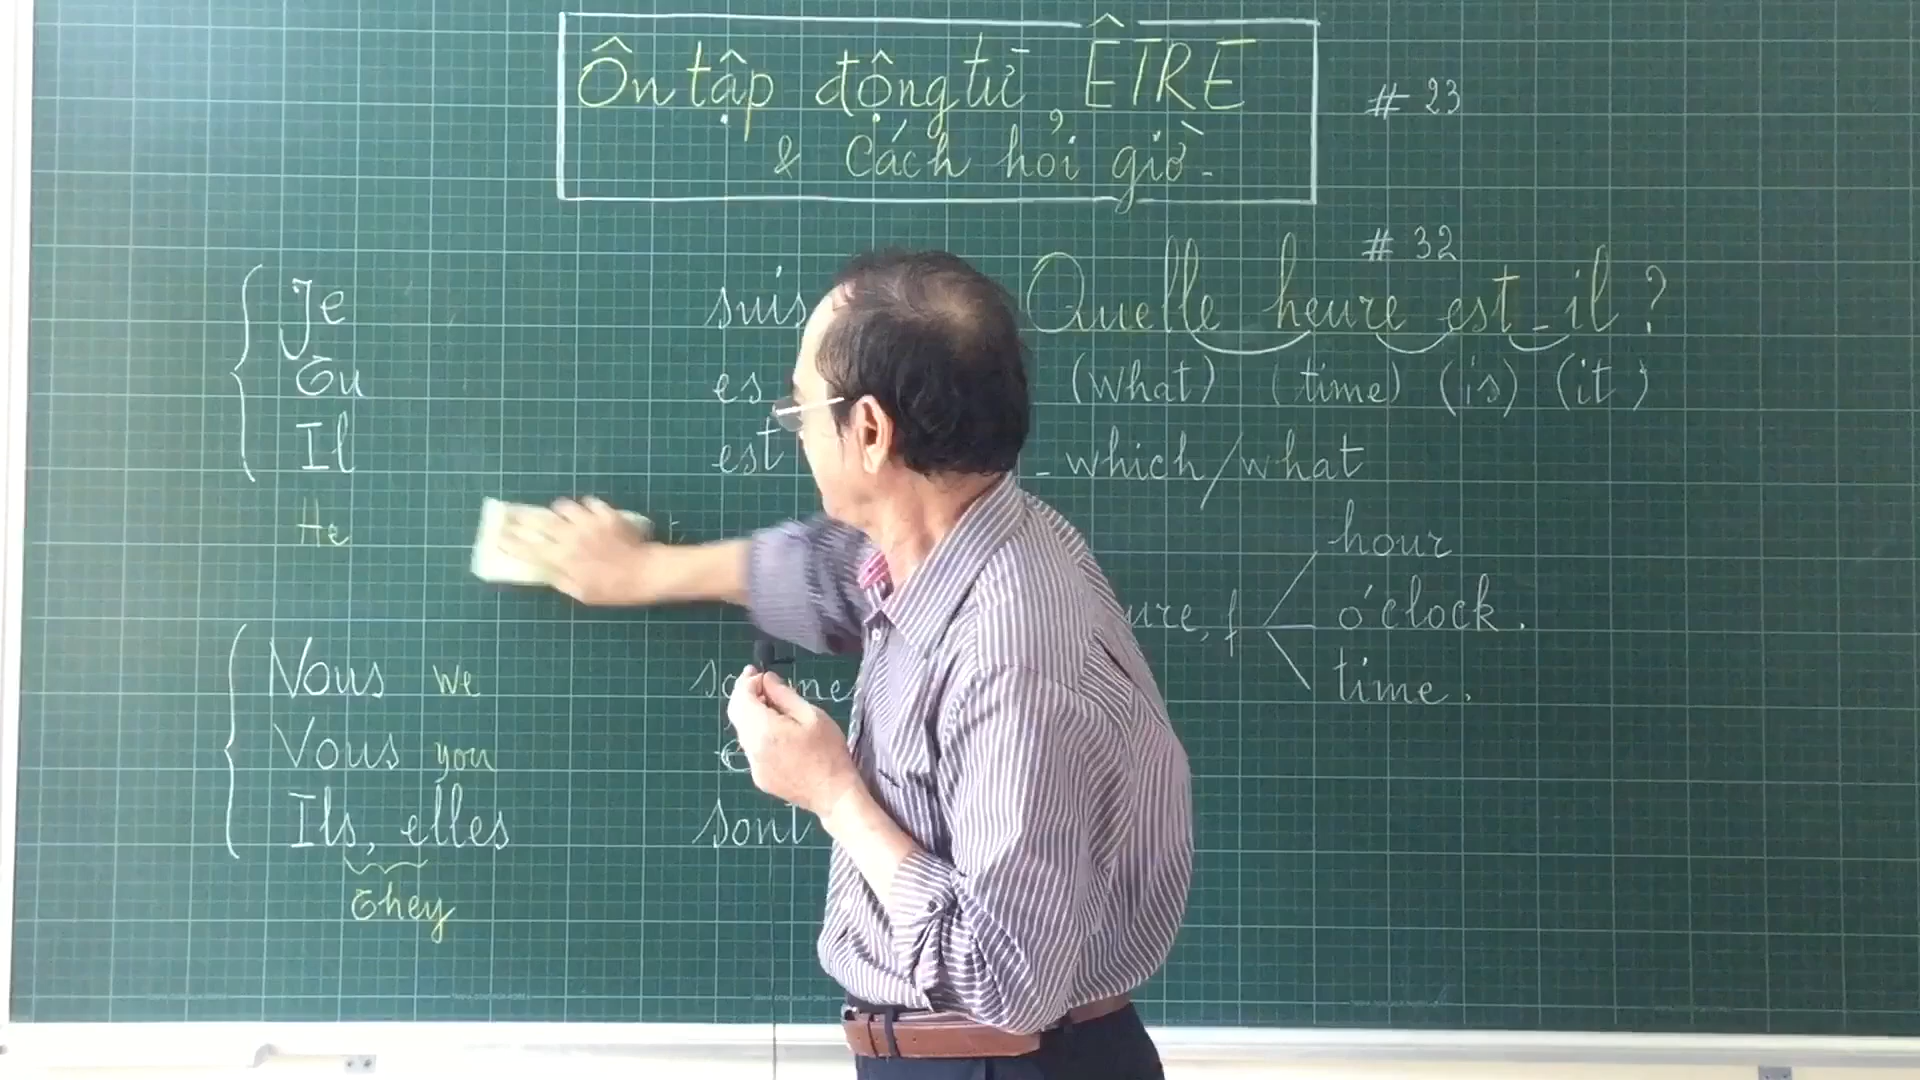 Ôn tập động từ ÊTRE
& Cách hỏi giờ.
# 23
# 32
Je suis
Tu es
Il est
He
Nous we
Vous you
Ils, elles sont
They
Quelle heure est-il ?
(what) (time) (is) (it)
- which/what
hour
o'clock.
time.